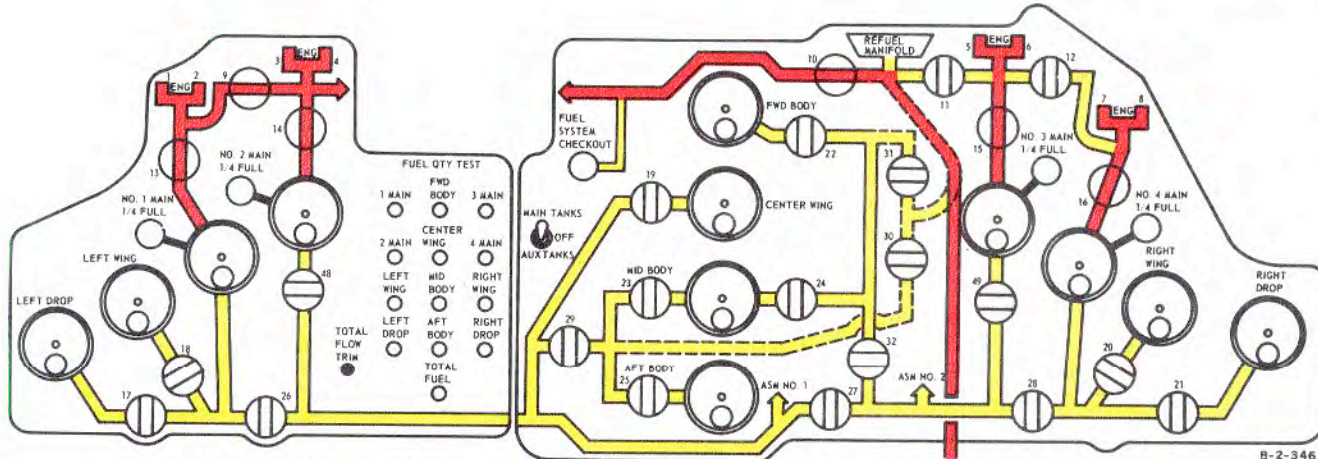 1 ENG 2
9
3 ENG 4
14
13
NO. 2 MAIN
1/4 FULL
NO. 1 MAIN
1/4 FULL
LEFT WING
LEFT DROP
18
17
26
48
FUEL QTY TEST
1 MAIN
FWD
BODY
3 MAIN
2 MAIN
CENTER
WING
4 MAIN
LEFT
WING
MID
BODY
RIGHT
WING
LEFT
DROP
AFT
BODY
RIGHT
DROP
TOTAL
FLOW
TRIM
TOTAL
FUEL
REFUEL
MANIFOLD
10
11
5 ENG 6
12
7 ENG 8
FUEL
SYSTEM
CHECKOUT
FWD BODY
22
31
15
NO. 3 MAIN
1/4 FULL
16
NO. 4 MAIN
1/4 FULL
19
CENTER WING
MAIN TANKS
OFF
AUX TANKS
30
RIGHT
WING
RIGHT
DROP
MID BODY
23
24
49
29
32
20
25
AFT BODY
ASM NO. 1
ASM NO. 2
27
28
21
B-2-346